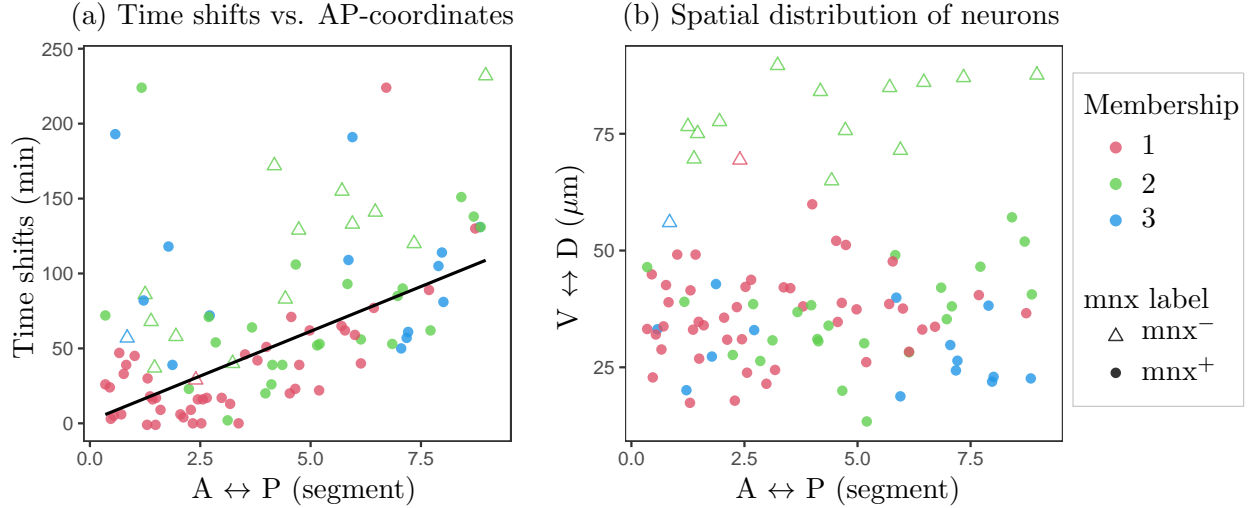 (a) Time shifts vs. AP-coordinates
250
200
150
100
50
0
Time shifts (min)
0.0 2.5 5.0 7.5
A ↔ P (segment)
(b) Spatial distribution of neurons
75
50
25
V ↔ D (μm)
0.0 2.5 5.0 7.5
A ↔ P (segment)
Membership
1
2
3
mnx label
mnx⁻
mnx⁺